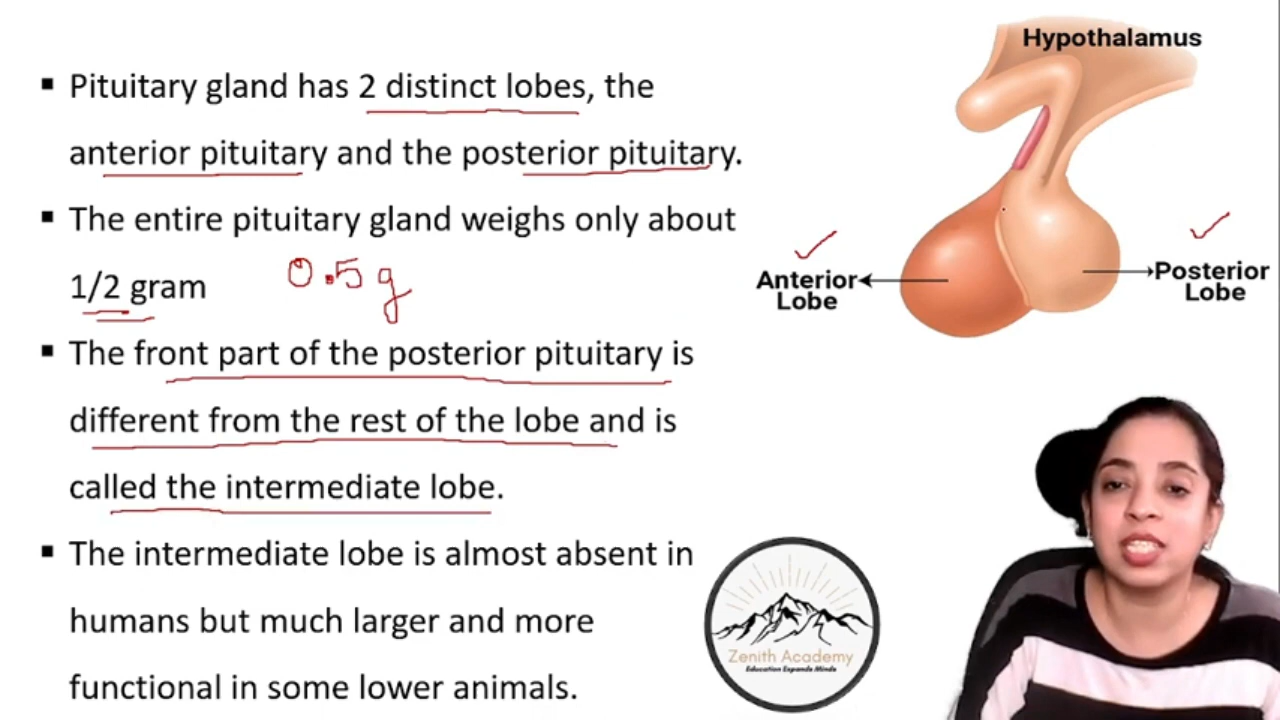 ▪ Pituitary gland has 2 distinct lobes, the
anterior pituitary and the posterior pituitary.
▪ The entire pituitary gland weighs only about
1/2 gram
0.5 g
▪ The front part of the posterior pituitary is
different from the rest of the lobe and is
called the intermediate lobe.
▪ The intermediate lobe is almost absent in
humans but much larger and more
functional in some lower animals.
Hypothalamus
Anterior
Lobe
Posterior
Lobe
Zenith Academy
Education Expands Minds